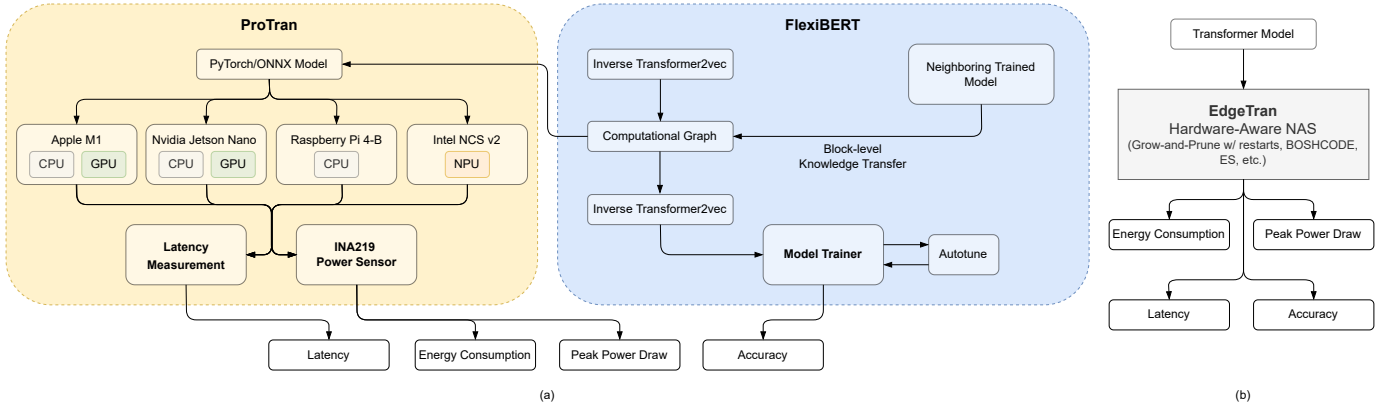 ProTran
PyTorch/ONNX Model
Apple M1
CPU
GPU
Nvidia Jetson Nano
CPU
GPU
Raspberry Pi 4-B
CPU
Intel NCS v2
NPU
Latency
Measurement
INA219
Power Sensor
FlexiBERT
Inverse Transformer2vec
Neighboring Trained
Model
Computational Graph
Block-level
Knowledge Transfer
Inverse Transformer2vec
Model Trainer
Autotune
Latency
Energy Consumption
Peak Power Draw
Accuracy
(a)
Transformer Model
EdgeTran
Hardware-Aware NAS
(Grow-and-Prune w/ restarts, BOSHCODE,
ES, etc.)
Energy Consumption
Peak Power Draw
Latency
Accuracy
(b)